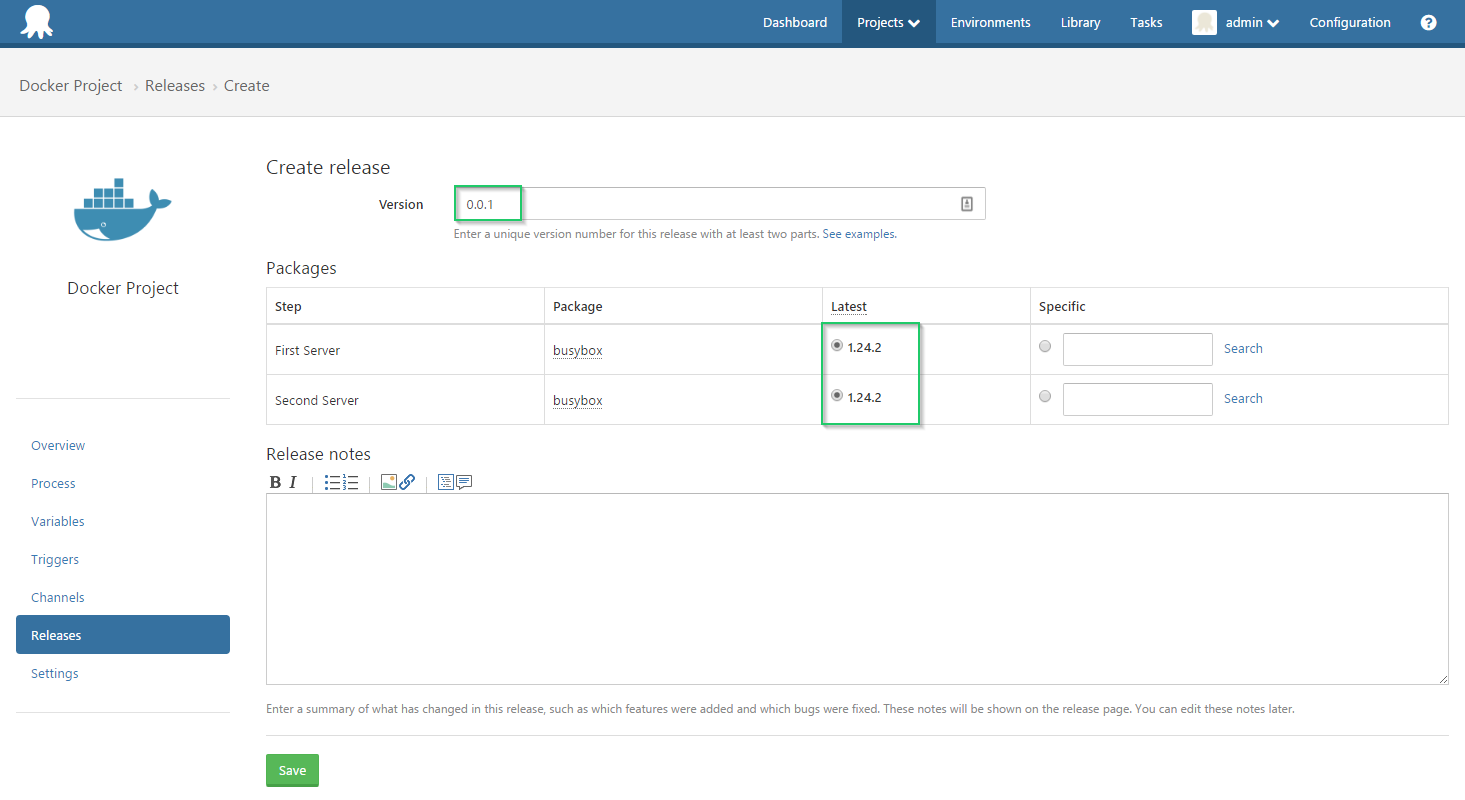 Dashboard Projects Environments Library Tasks admin Configuration ?
Docker Project › Releases › Create
Create release
Version 0.0.1
Enter a unique version number for this release with at least two parts. See examples.
Docker Project
Packages
Step Package Latest Specific
First Server busybox 1.24.2 Search
Second Server busybox 1.24.2 Search
Overview
Process
Variables
Triggers
Channels
Releases
Settings
Release notes
B I
Enter a summary of what has changed in this release, such as which features were added and which bugs were fixed. These notes will be shown on the release page. You can edit these notes later.
Save